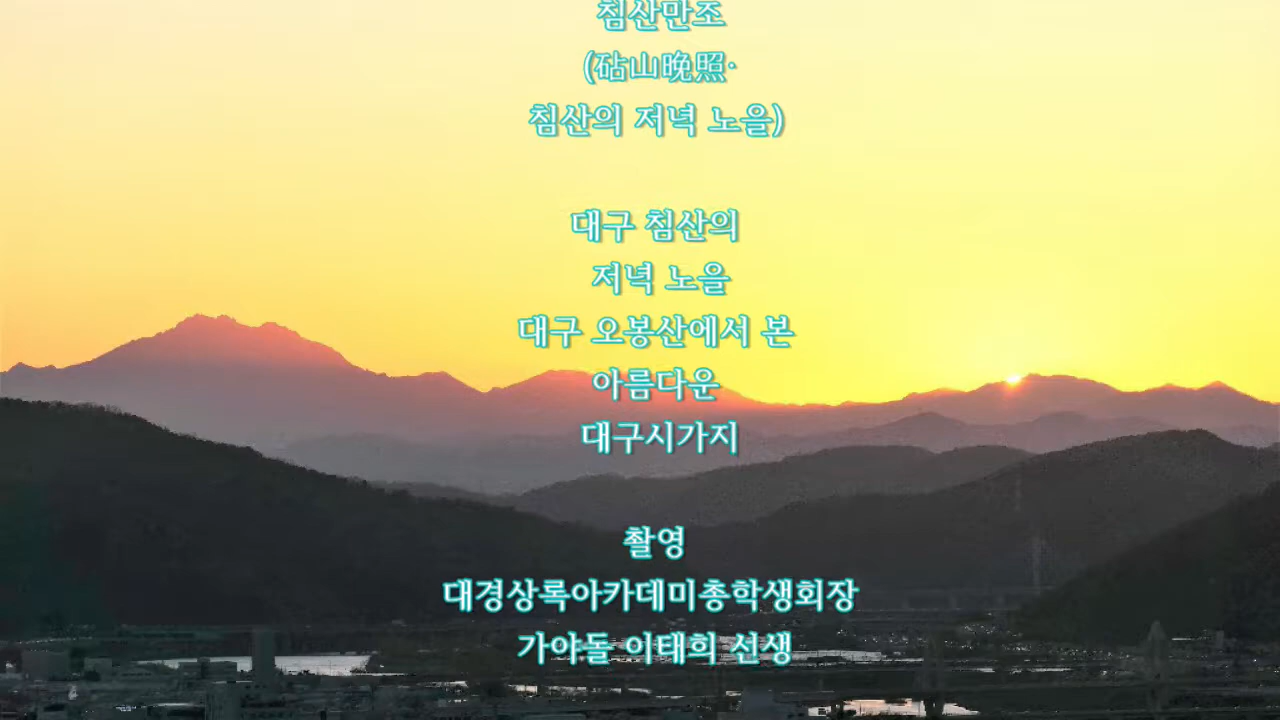 침산만조
(砧山晩照·
침산의 저녁 노을)
대구 침산의
저녁 노을
대구 오봉산에서 본
아름다운
대구시가지
촬영
대경상록아카데미총학생회장
가야돌 이태희 선생